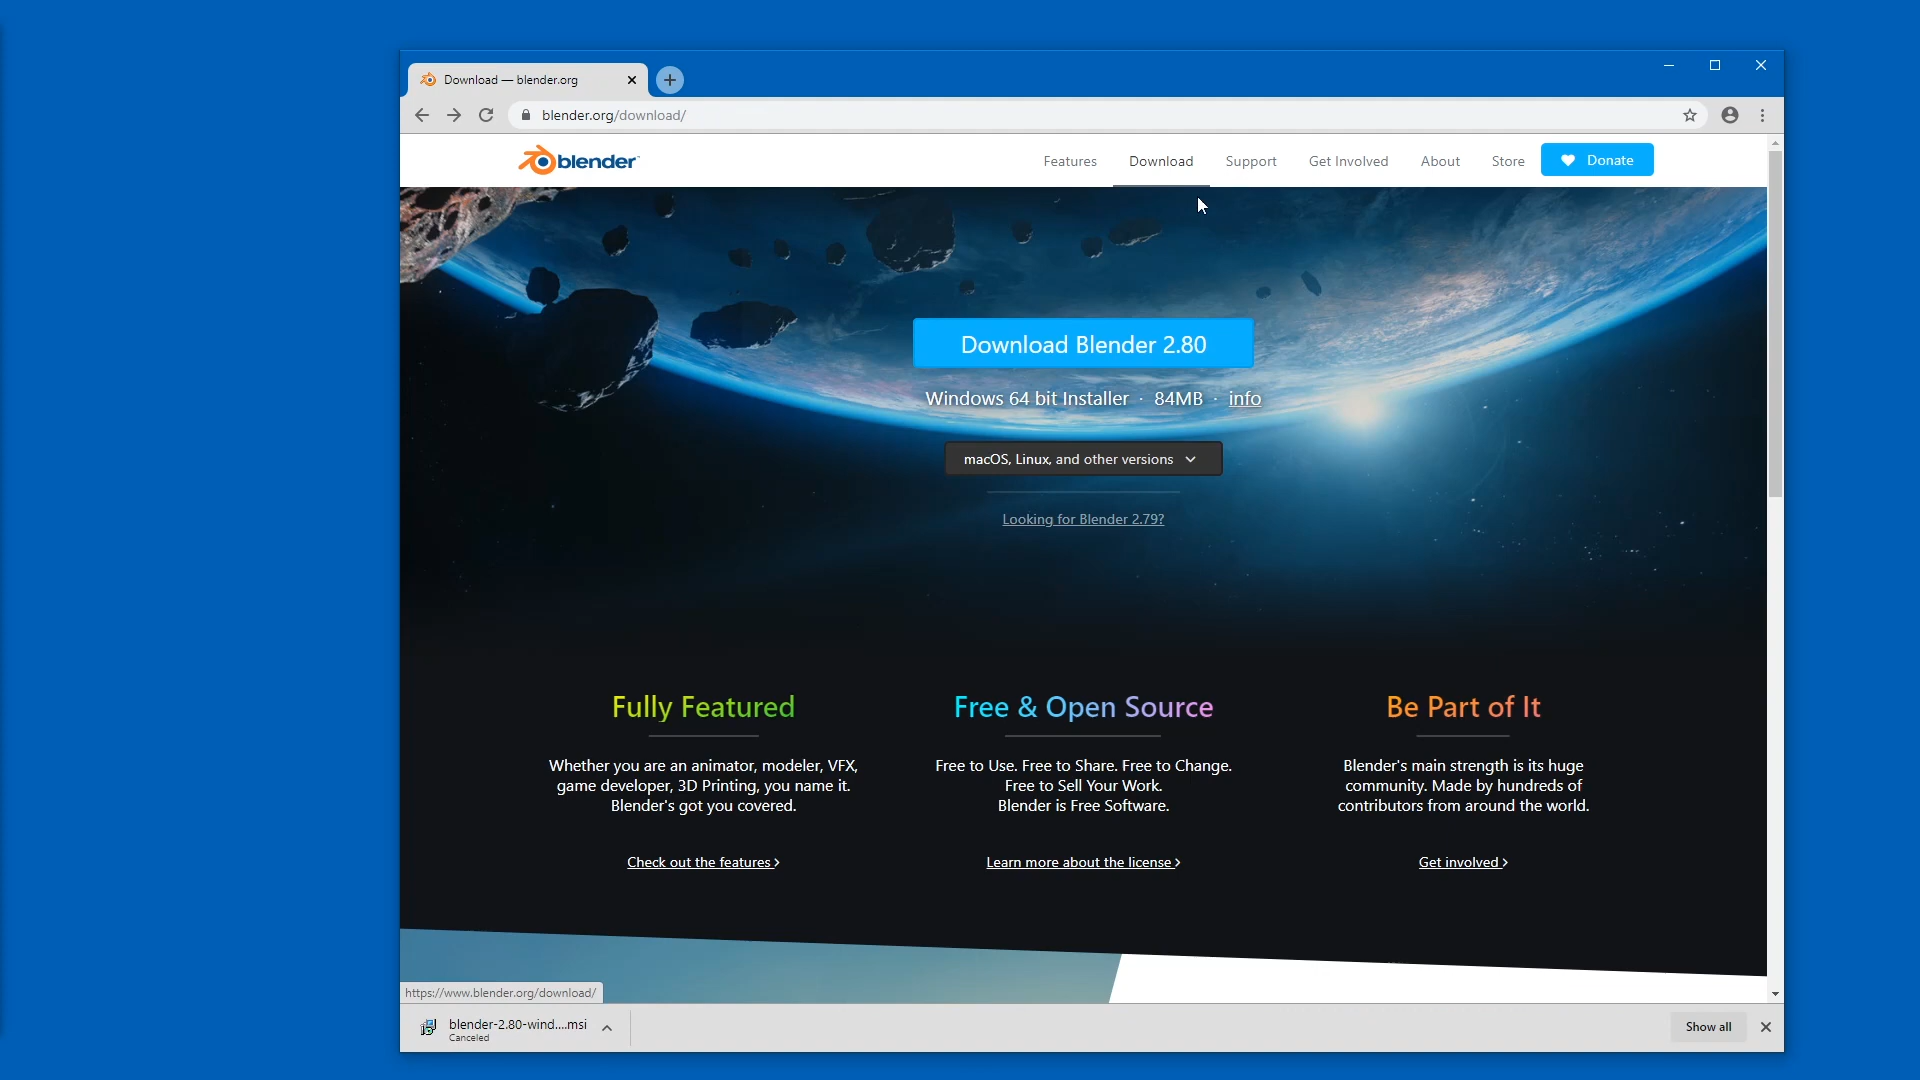 Download — blender.org
blender.org/download/
blender
Features Download Support Get Involved About Store Donate
Download Blender 2.80
Windows 64 bit Installer · 84MB · info
macOS, Linux, and other versions
Looking for Blender 2.79?
Fully Featured
Whether you are an animator, modeler, VFX,
game developer, 3D Printing, you name it.
Blender's got you covered.
Check out the features
Free & Open Source
Free to Use. Free to Share. Free to Change.
Free to Sell Your Work.
Blender is Free Software.
Learn more about the license
Be Part of It
Blender's main strength is its huge
community. Made by hundreds of
contributors from around the world.
Get involved
https://www.blender.org/download/
blender-2.80-wind....msi
Canceled
Show all